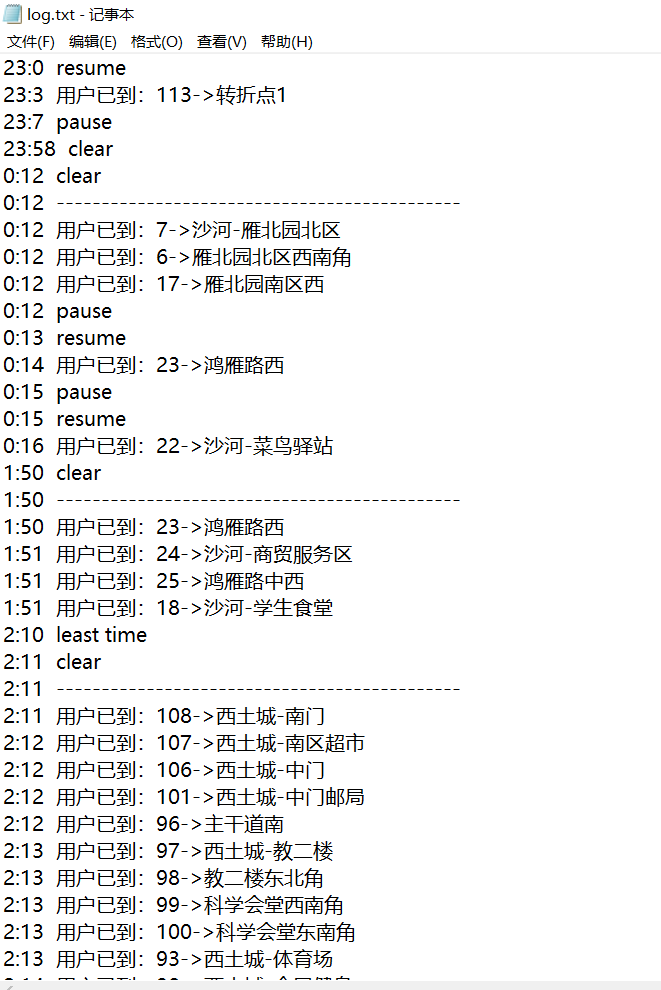 log.txt - 记事本
文件(F) 编辑(E) 格式(O) 查看(V) 帮助(H)
23:0 resume
23:3 用户已到：113->转折点1
23:7 pause
23:58 clear
0:12 clear
0:12 --------------------------------------------
0:12 用户已到：7->沙河-雁北园北区
0:12 用户已到：6->雁北园北区西南角
0:12 用户已到：17->雁北园南区西
0:12 pause
0:13 resume
0:14 用户已到：23->鸿雁路西
0:15 pause
0:15 resume
0:16 用户已到：22->沙河-菜鸟驿站
1:50 clear
1:50 --------------------------------------------
1:50 用户已到：23->鸿雁路西
1:51 用户已到：24->沙河-商贸服务区
1:51 用户已到：25->鸿雁路中西
1:51 用户已到：18->沙河-学生食堂
2:10 least time
2:11 clear
2:11 --------------------------------------------
2:11 用户已到：108->西土城-南门
2:12 用户已到：107->西土城-南区超市
2:12 用户已到：106->西土城-中门
2:12 用户已到：101->西土城-中门邮局
2:12 用户已到：96->主干道南
2:13 用户已到：97->西土城-教二楼
2:13 用户已到：98->教二楼东北角
2:13 用户已到：99->科学会堂西南角
2:13 用户已到：100->科学会堂东南角
2:13 用户已到：93->西土城-体育场